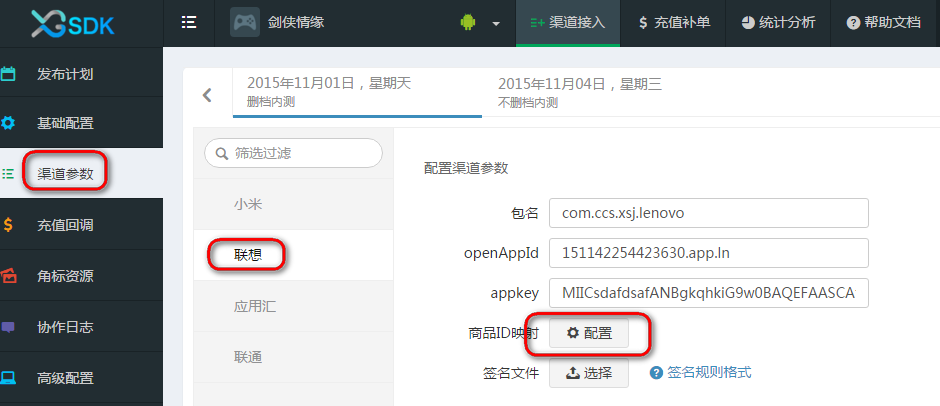 XGSDK
剑侠情缘
渠道接入
充值补单
统计分析
帮助文档
发布计划
基础配置
渠道参数
充值回调
角标资源
协作日志
高级配置
2015年11月01日，星期天
删档内测
2015年11月04日，星期三
不删档内测
筛选过滤
小米
联想
应用汇
联通
配置渠道参数
包名 com.ccs.xsj.lenovo
openAppId 151142254423630.app.ln
appkey MIICsdafdsafANBgkqhkiG9w0BAQEFAASCA
商品ID映射 配置
签名文件 选择 签名规则格式